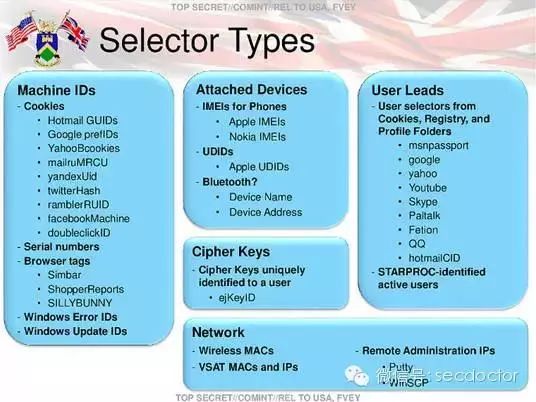 TOP SECRET//COMINT//REL TO USA, FVEY
Selector Types
Machine IDs
- Cookies
• Hotmail GUIDs
• Google prefIDs
• YahooBcookies
• mailruMRCU
• yandexUid
• twitterHash
• ramblerRUID
• facebookMachine
• doubleclickID
- Serial numbers
- Browser tags
• Simbar
• ShopperReports
• SILLYBUNNY
- Windows Error IDs
- Windows Update IDs
Attached Devices
- IMEIs for Phones
• Apple IMEIs
• Nokia IMEIs
- UDIDs
• Apple UDIDs
- Bluetooth?
• Device Name
• Device Address
Cipher Keys
- Cipher Keys uniquely
identified to a user
• ejKeyID
User Leads
- User selectors from
Cookies, Registry, and
Profile Folders
• msnpassport
• google
• yahoo
• Youtube
• Skype
• Paltalk
• Fetion
• QQ
• hotmailCID
- STARPROC-identified
active users
Network
- Wireless MACs
- VSAT MACs and IPs
- Remote Administration IPs
• Putty
• WinSCP
微信号: secdoctor
TOP SECRET//COMINT//REL TO USA, FVEY